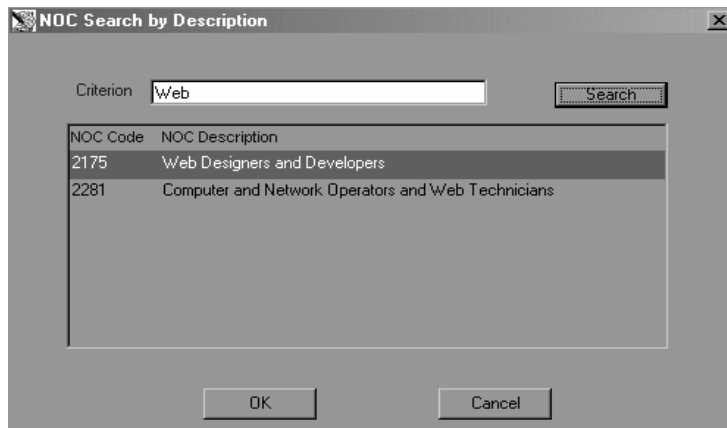 NOC Search by Description
Criterion Web Search
NOC Code NOC Description
2175 Web Designers and Developers
2281 Computer and Network Operators and Web Technicians
OK Cancel